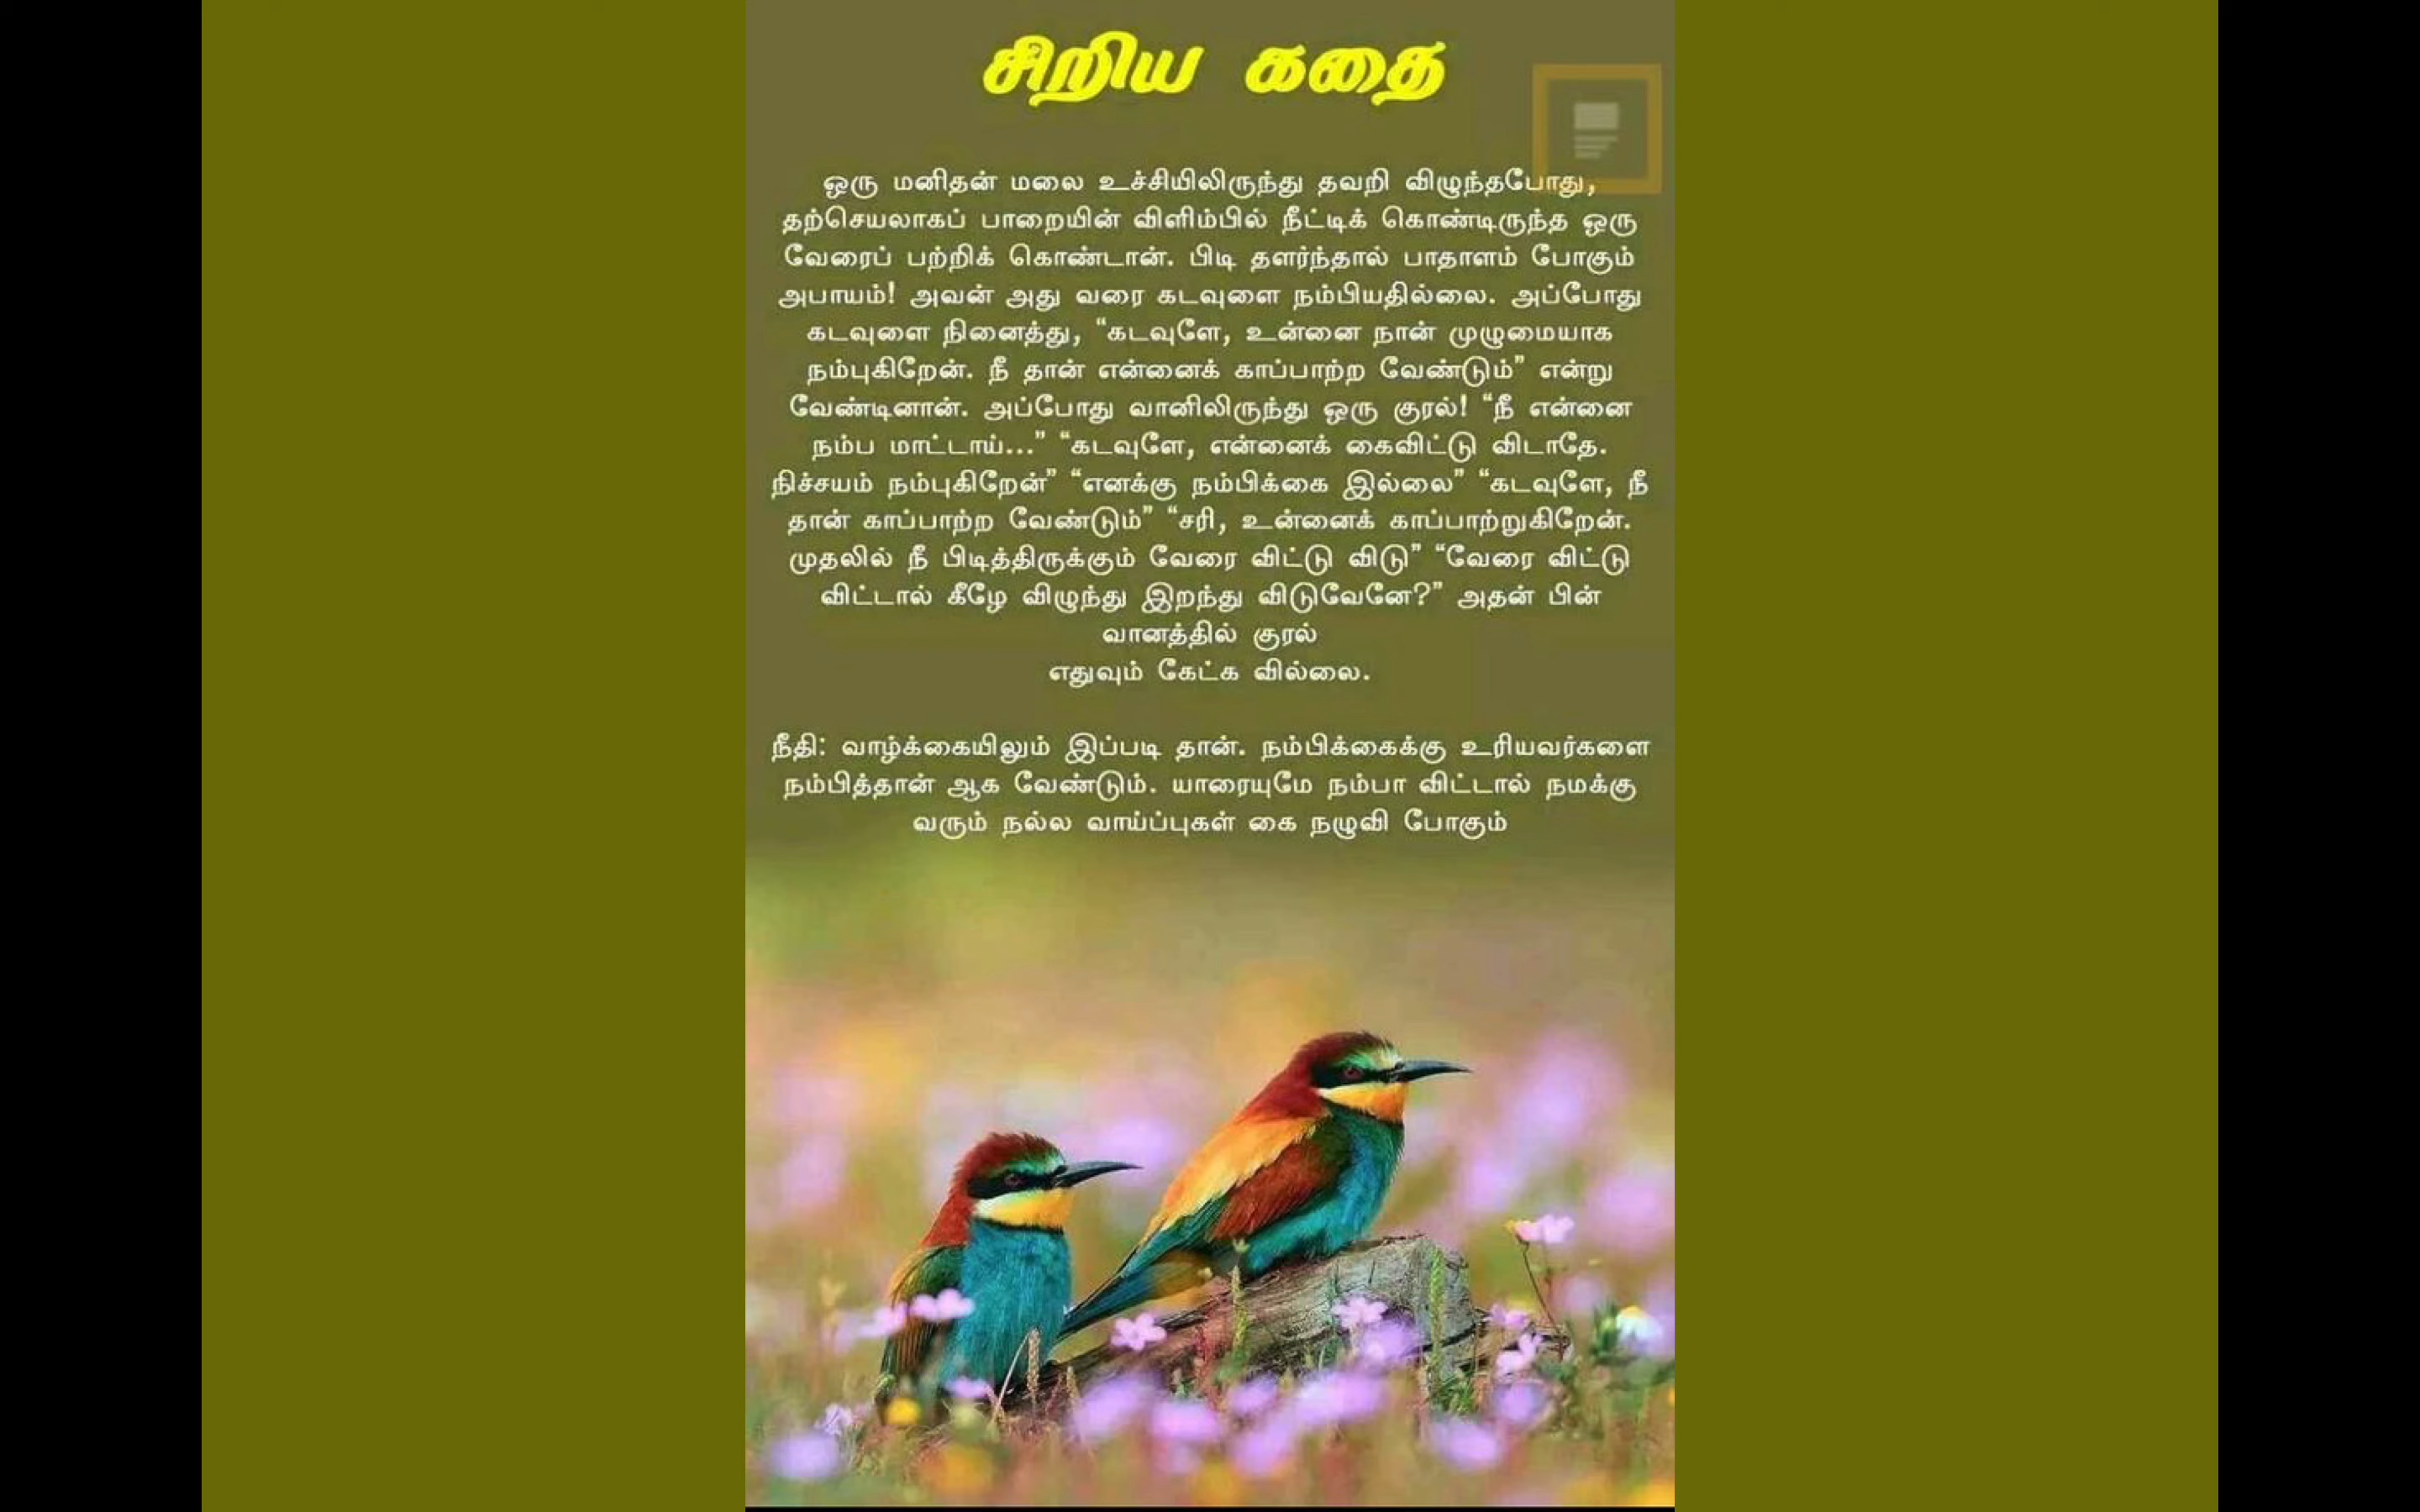 சிறிய கதை
ஒரு மனிதன் மலை உச்சியிலிருந்து தவறி விழுந்தபோது,
தற்செயலாகப் பாறையின் விளிம்பில் நீட்டிக் கொண்டிருந்த ஒரு
வேரைப் பற்றிக் கொண்டான். பிடி தளர்ந்தால் பாதாளம் போகும்
அபாயம்! அவன் அது வரை கடவுளை நம்பியதில்லை. அப்போது
கடவுளை நினைத்து, “கடவுளே, உன்னை நான் முழுமையாக
நம்புகிறேன். நீ தான் என்னைக் காப்பாற்ற வேண்டும்” என்று
வேண்டினான். அப்போது வானிலிருந்து ஒரு குரல்! “நீ என்னை
நம்ப மாட்டாய்...” “கடவுளே, என்னைக் கைவிட்டு விடாதே.
நிச்சயம் நம்புகிறேன்” “எனக்கு நம்பிக்கை இல்லை” “கடவுளே, நீ
தான் காப்பாற்ற வேண்டும்” “சரி, உன்னைக் காப்பாற்றுகிறேன்.
முதலில் நீ பிடித்திருக்கும் வேரை விட்டு விடு” “வேரை விட்டு
விட்டால் கீழே விழுந்து இறந்து விடுவேனே?” அதன் பின்
வானத்தில் குரல்
எதுவும் கேட்க வில்லை.
நீதி: வாழ்க்கையிலும் இப்படி தான். நம்பிக்கைக்கு உரியவர்களை
நம்பித்தான் ஆக வேண்டும். யாரையுமே நம்பா விட்டால் நமக்கு
வரும் நல்ல வாய்ப்புகள் கை நழுவி போகும்